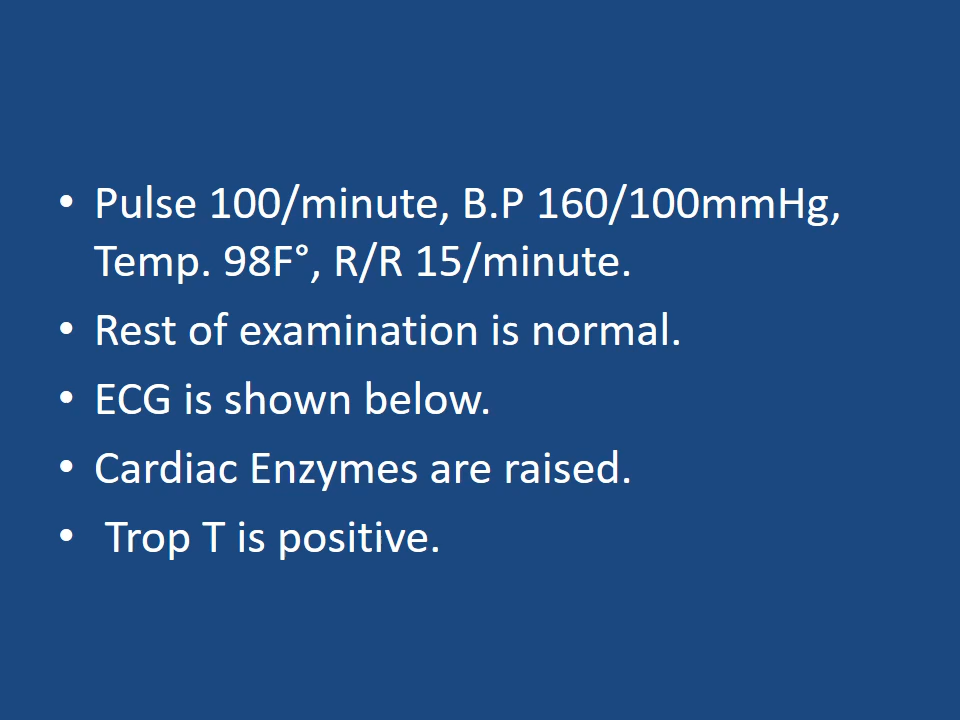 • Pulse 100/minute, B.P 160/100mmHg,
Temp. 98F°, R/R 15/minute.
• Rest of examination is normal.
• ECG is shown below.
• Cardiac Enzymes are raised.
• Trop T is positive.